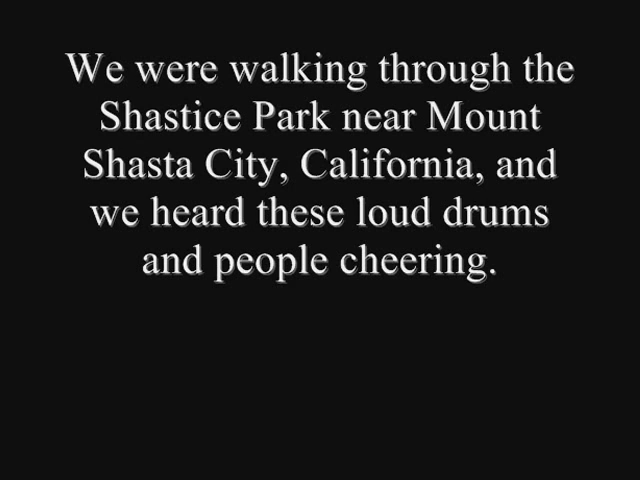 We were walking through the
Shastice Park near Mount
Shasta City, California, and
we heard these loud drums
and people cheering.